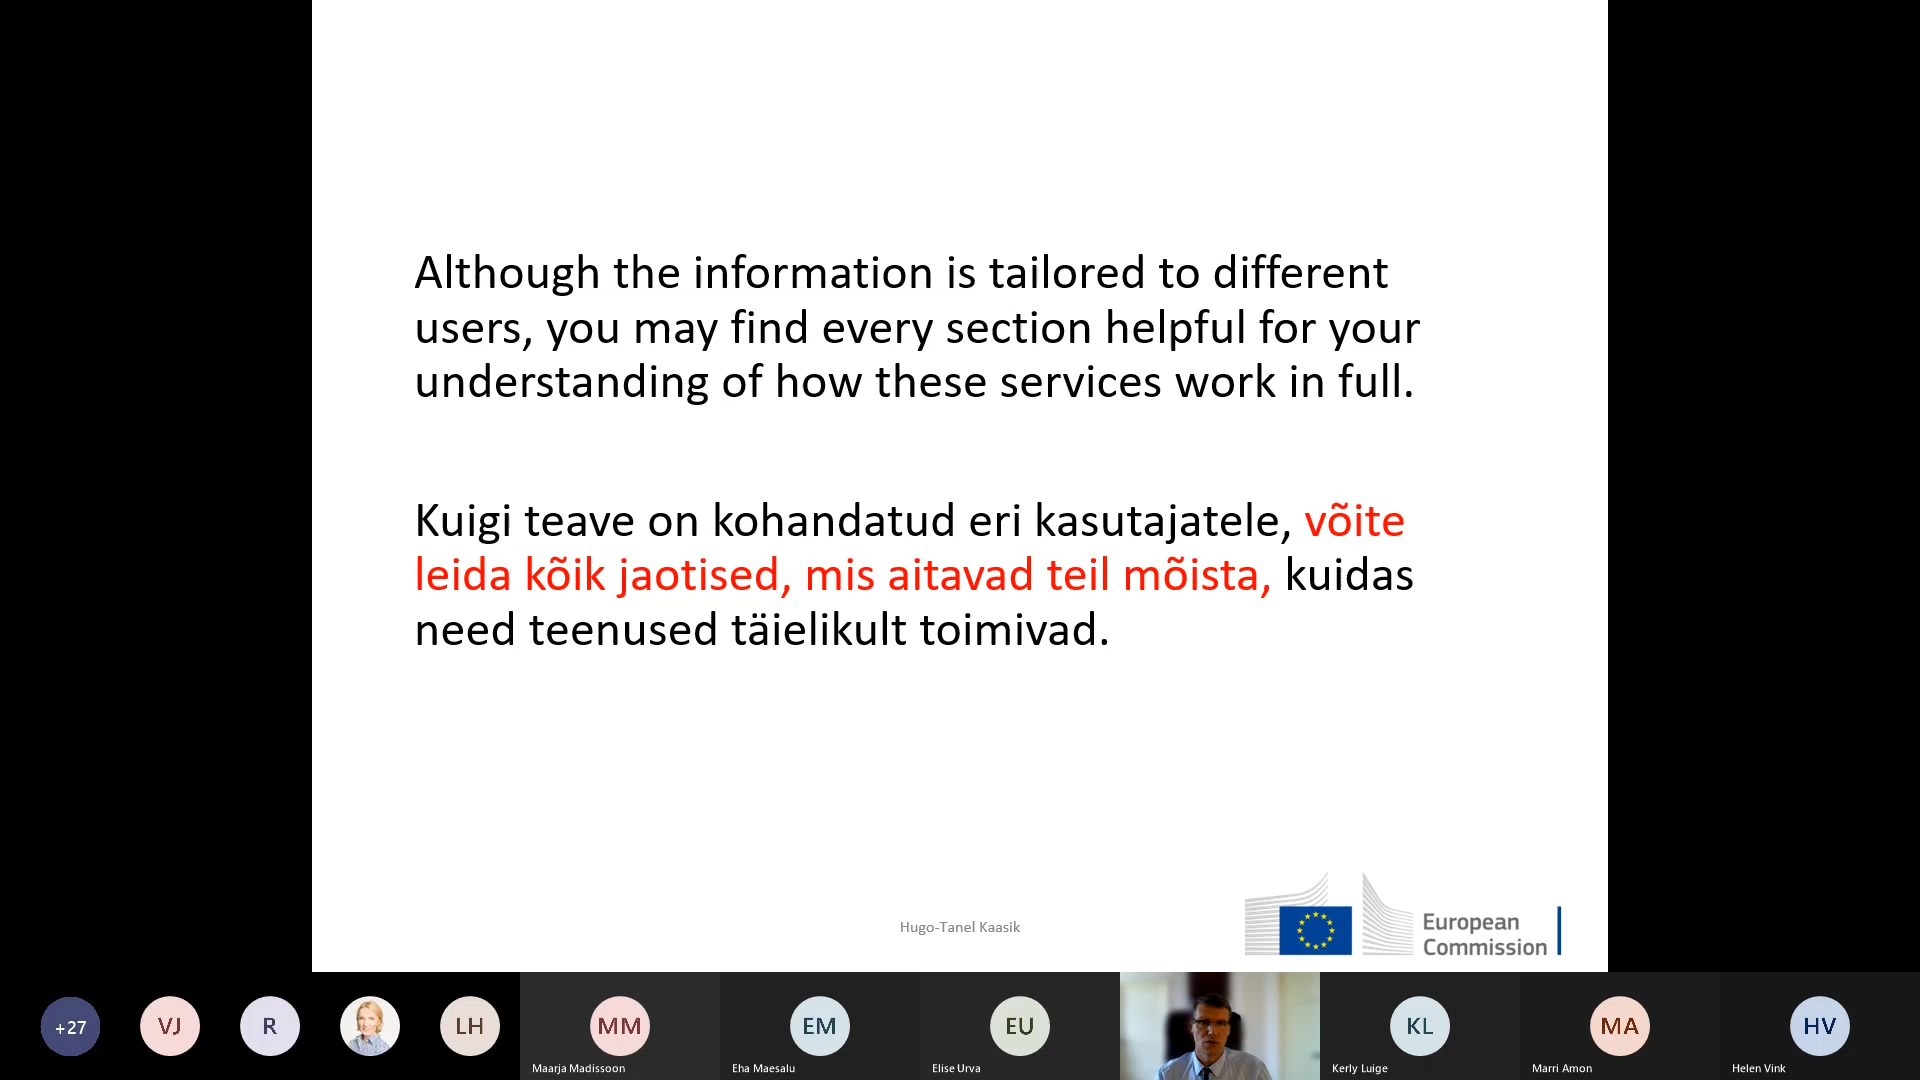 Although the information is tailored to different
users, you may find every section helpful for your
understanding of how these services work in full.
Kuigi teave on kohandatud eri kasutajatele, võite
leida kõik jaotised, mis aitavad teil mõista, kuidas
need teenused täielikult toimivad.
Hugo-Tanel Kaasik
European
Commission
+27
VJ
R
LH
MM
EM
EU
KL
MA
HV
Maarja Madissoon
Eha Maesalu
Elise Urva
Kerly Luige
Marri Amon
Helen Vink